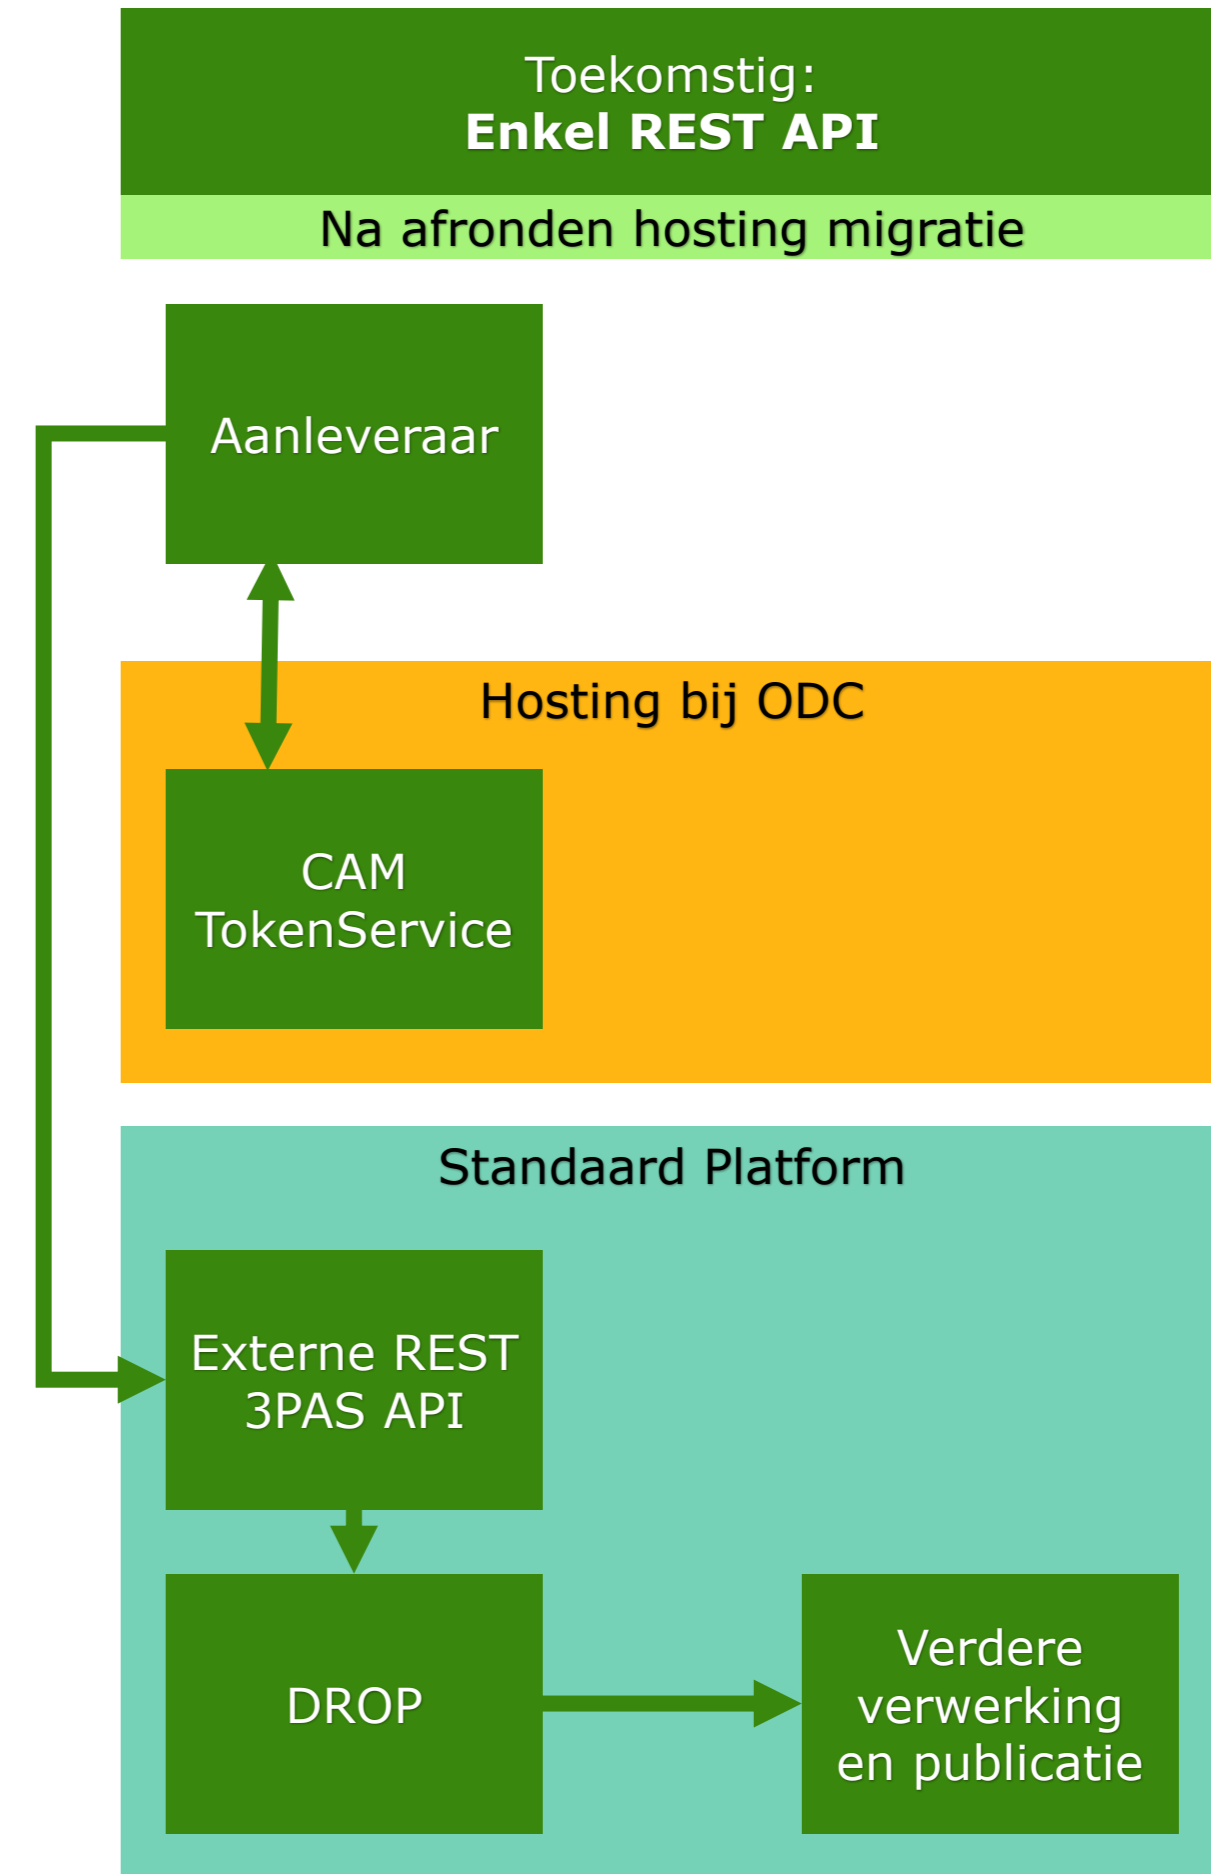 Toekomstig:
Enkel REST API
Na afronden hosting migratie
Aanleveraar
Hosting bij ODC
CAM
TokenService
Standaard Platform
Externe REST
3PAS API
DROP
Verdere
verwerking
en publicatie